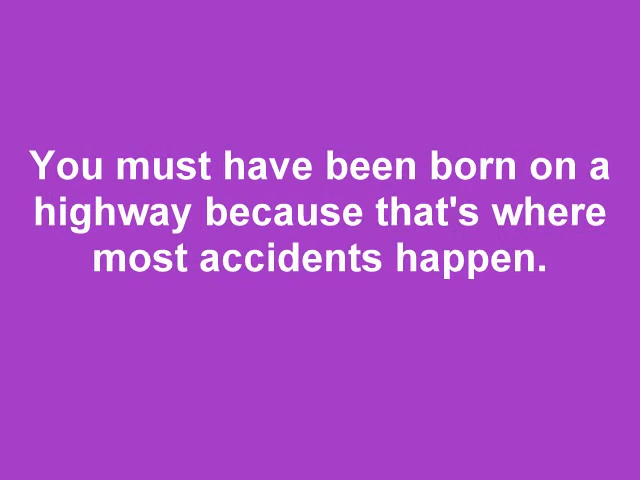 You must have been born on a
highway because that's where
most accidents happen.